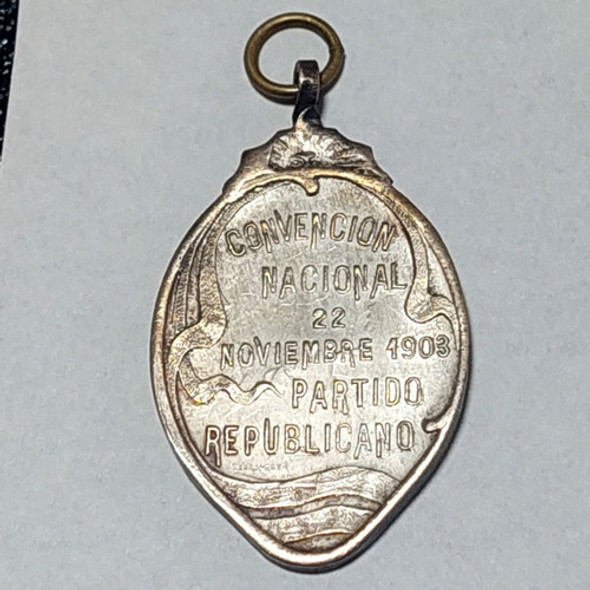 CONVENCION
NACIONAL
22
NOVIEMBRE 1903
PARTIDO
REPUBLICANO